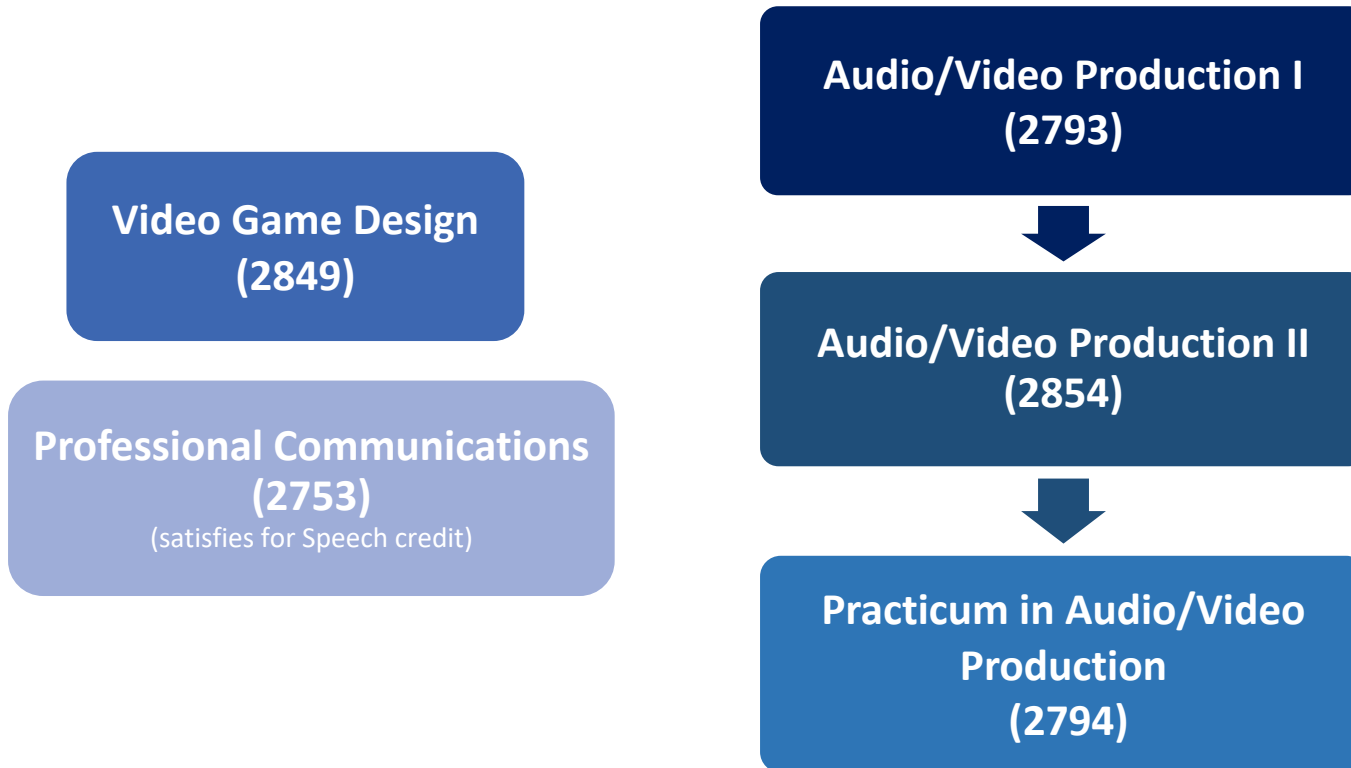 Video Game Design
(2849)
Professional Communications
(2753)
(satisfies for Speech credit)
Audio/Video Production I
(2793)
Audio/Video Production II
(2854)
Practicum in Audio/Video
Production
(2794)